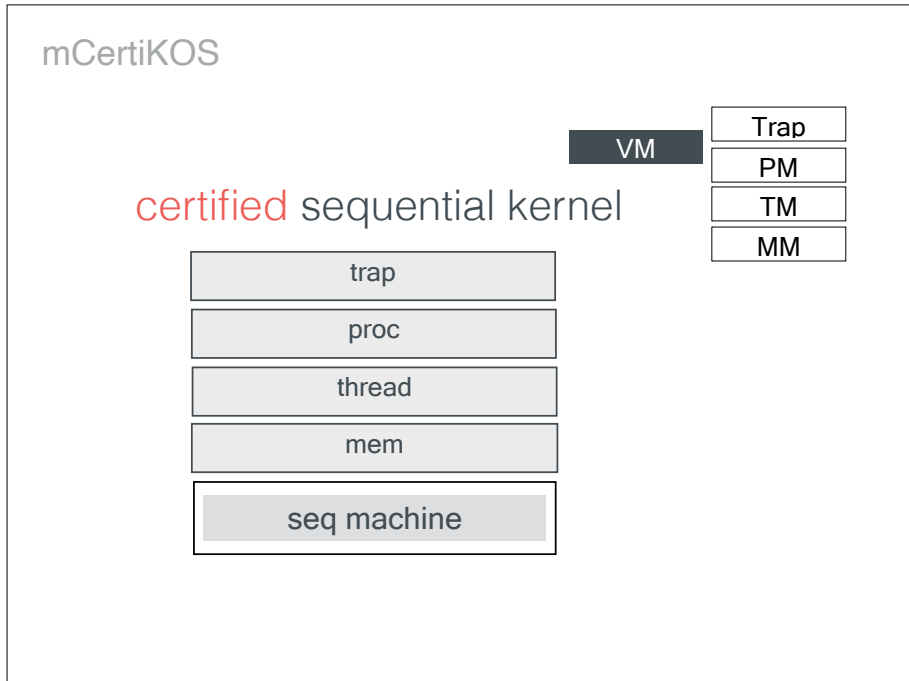 mCertiKOS
Trap
VM
PM
certified sequential kernel
TM
MM
trap
proc
thread
mem
seq machine